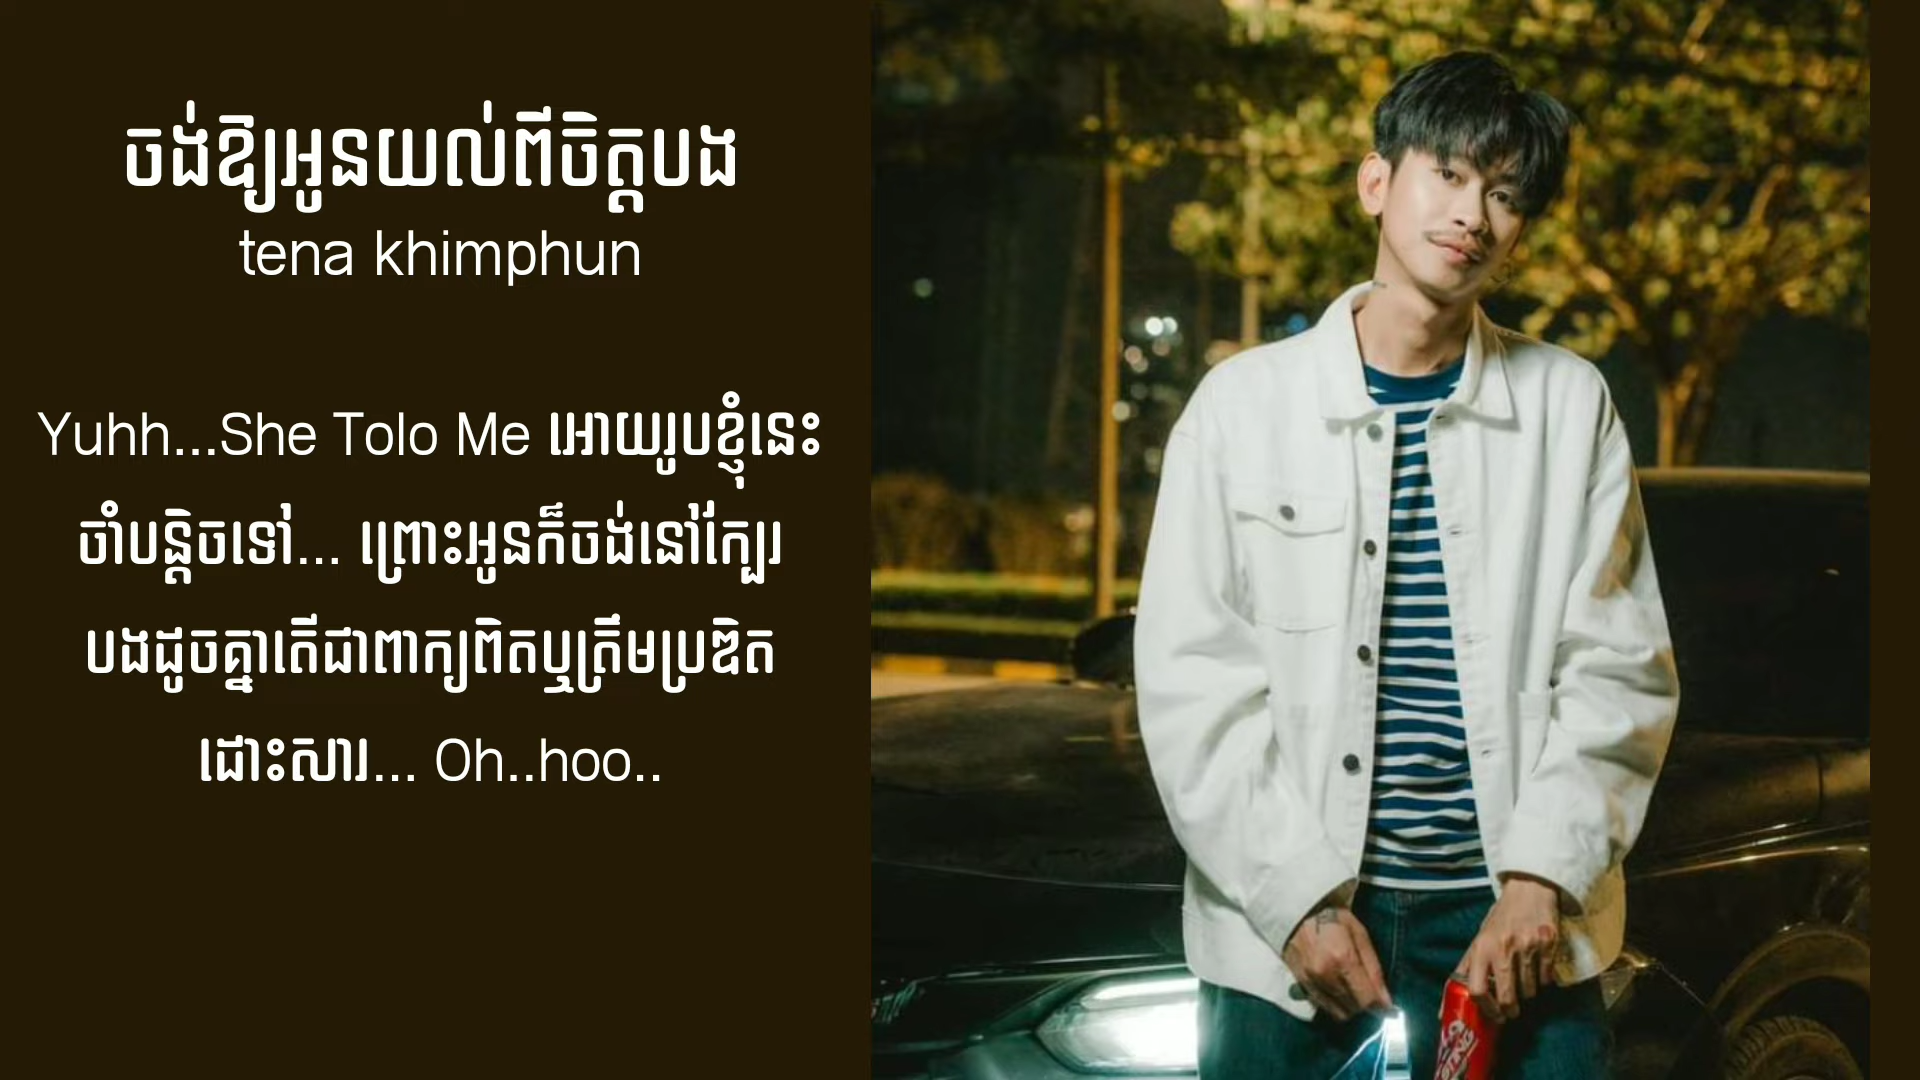 ចង់ឱ្យអូនយល់ពីចិត្តបង
tena khimphun
Yuhh...She Tolo Me អោយរូបខ្ញុំនេះ
ចាំបន្តិចទៅ... ព្រោះអូនក៏ចង់នៅក្បែរ
បងដូចគ្នាតើជាពាក្យពិតឬត្រឹមប្រឌិត
ដោះសារ... Oh..hoo..
STING